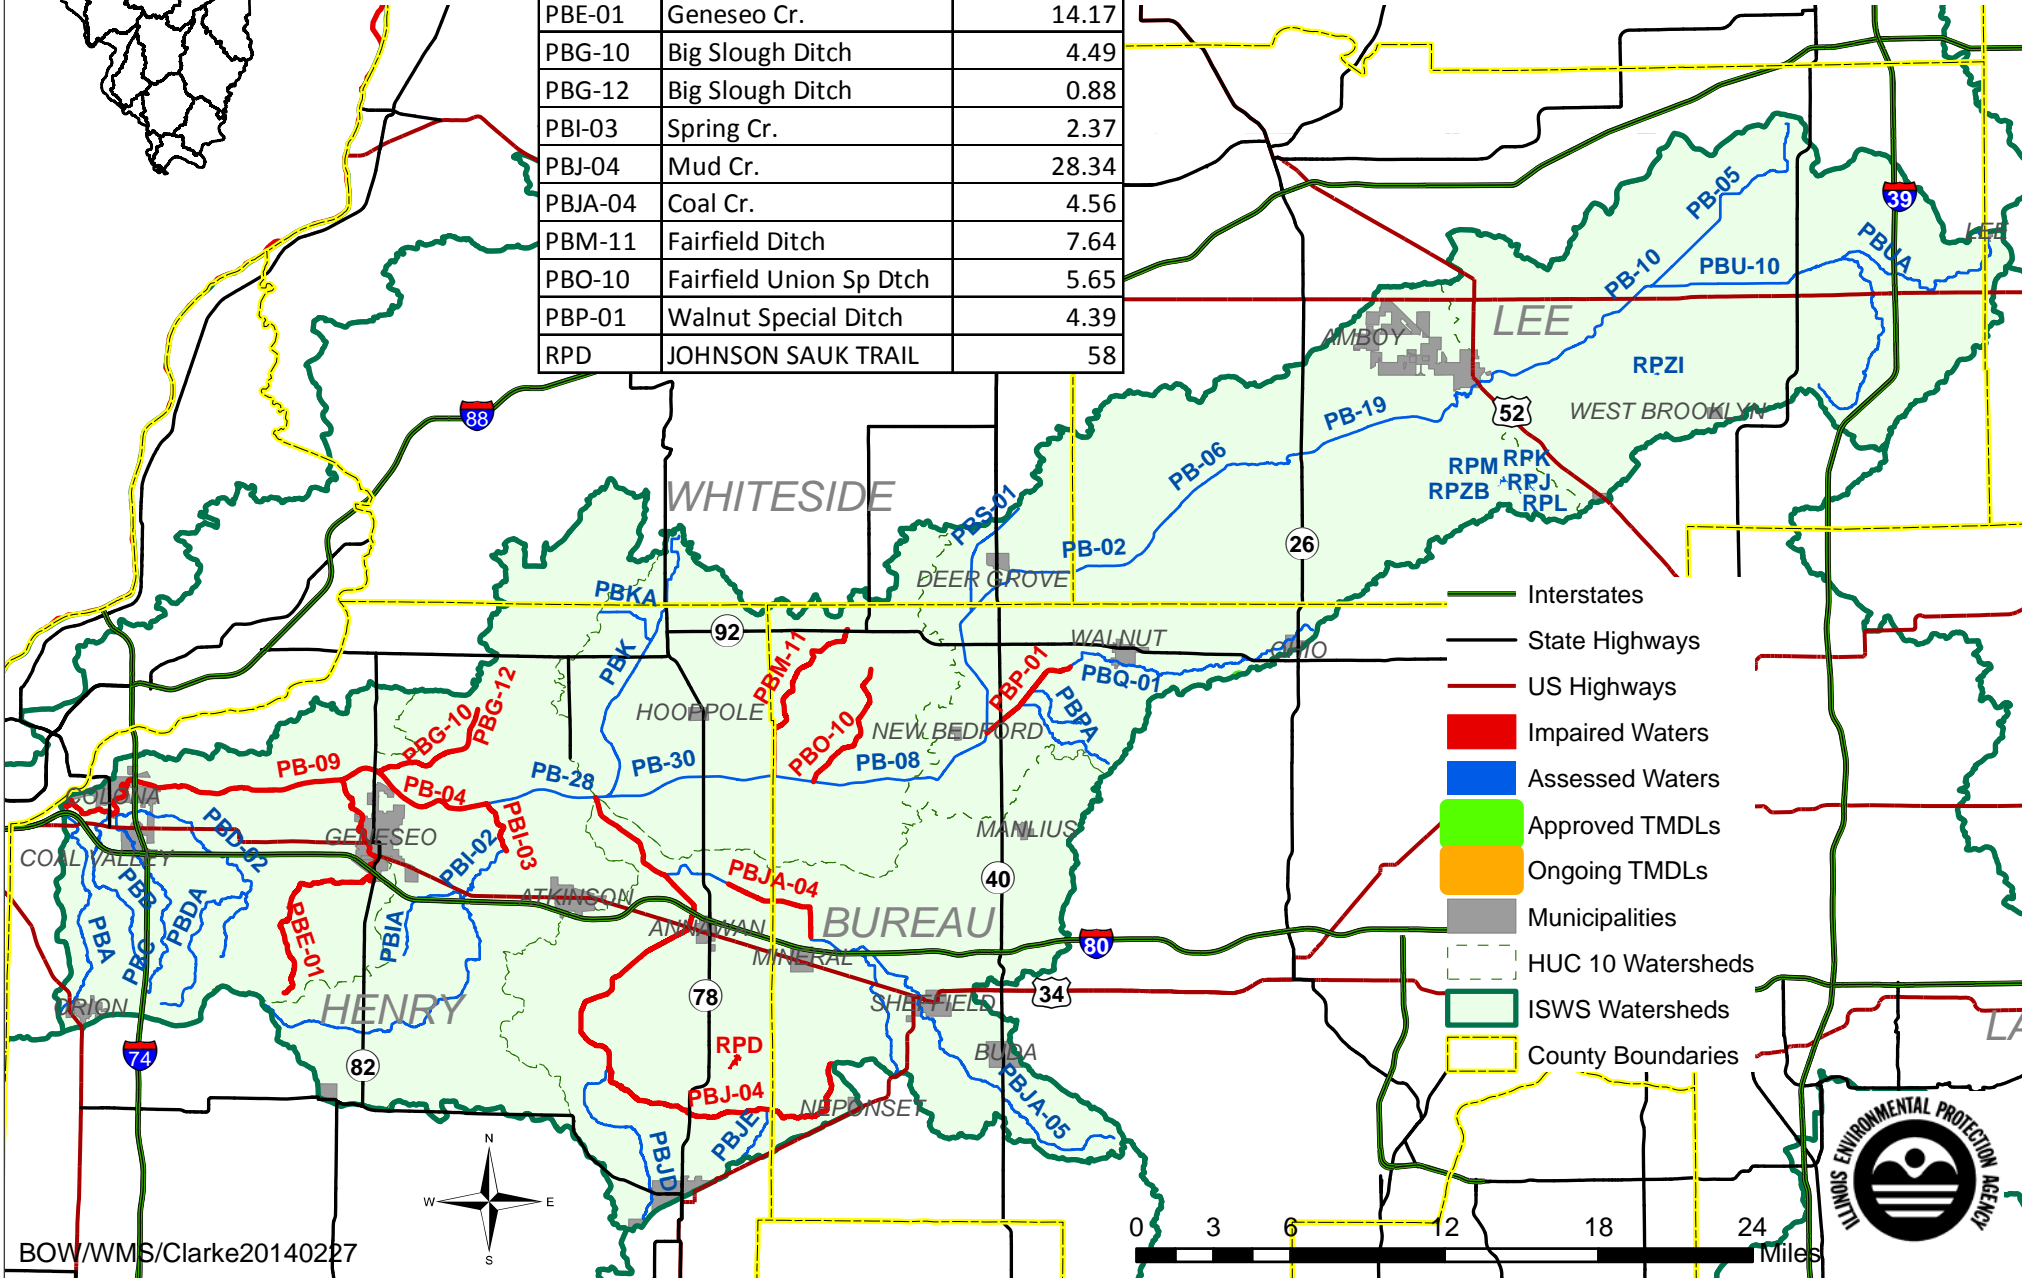 PBE-01 Geneseo Cr. 14.17
PBG-10 Big Slough Ditch 4.49
PBG-12 Big Slough Ditch 0.88
PBI-03 Spring Cr. 2.37
PBJ-04 Mud Cr. 28.34
PBJA-04 Coal Cr. 4.56
PBM-11 Fairfield Ditch 7.64
PBO-10 Fairfield Union Sp Dtch 5.65
PBP-01 Walnut Special Ditch 4.39
RPD JOHNSON SAUK TRAIL 58
39
PB-05
LEE
PBUA
PB-10
PBU-10
LEE
AMBOY
RPZI
88
PB-19
52
WEST BROOKLYN
PB-06
RPM
RPK
RPZB
RPJ
RPL
WHITESIDE
PBS-01
PB-02
26
DEER GROVE
PBKA
92
WALNUT
OHIO
PBK
PBM-11
PBP-01
PBQ-01
PBPA
PBG-12
PBG-10
HOOPPOLE
PBO-10
NEW BEDFORD
PB-09
PB-04
PB-28
PB-30
PB-08
COLONA
PBD-02
GENESEO
PBI-03
PBI-02
MANLIUS
COAL VALLEY
ATKINSON
PBJA-04
40
PBDA
PBA
PBC
PBE-01
PBIA
ANNAWAN
BUREAU
80
MINERAL
ORION
HENRY
78
SHEFFIELD
34
74
82
RPD
BUDA
PBJ-04
NEPONSET
PBJA-05
PBJE
PBJD
Interstates
State Highways
US Highways
Impaired Waters
Assessed Waters
Approved TMDLs
Ongoing TMDLs
Municipalities
HUC 10 Watersheds
ISWS Watersheds
County Boundaries
LA
N
W E
S
0 3 6 12 18 24
Miles
BOW/WMS/Clarke20140227
ILLINOIS ENVIRONMENTAL PROTECTION AGENCY